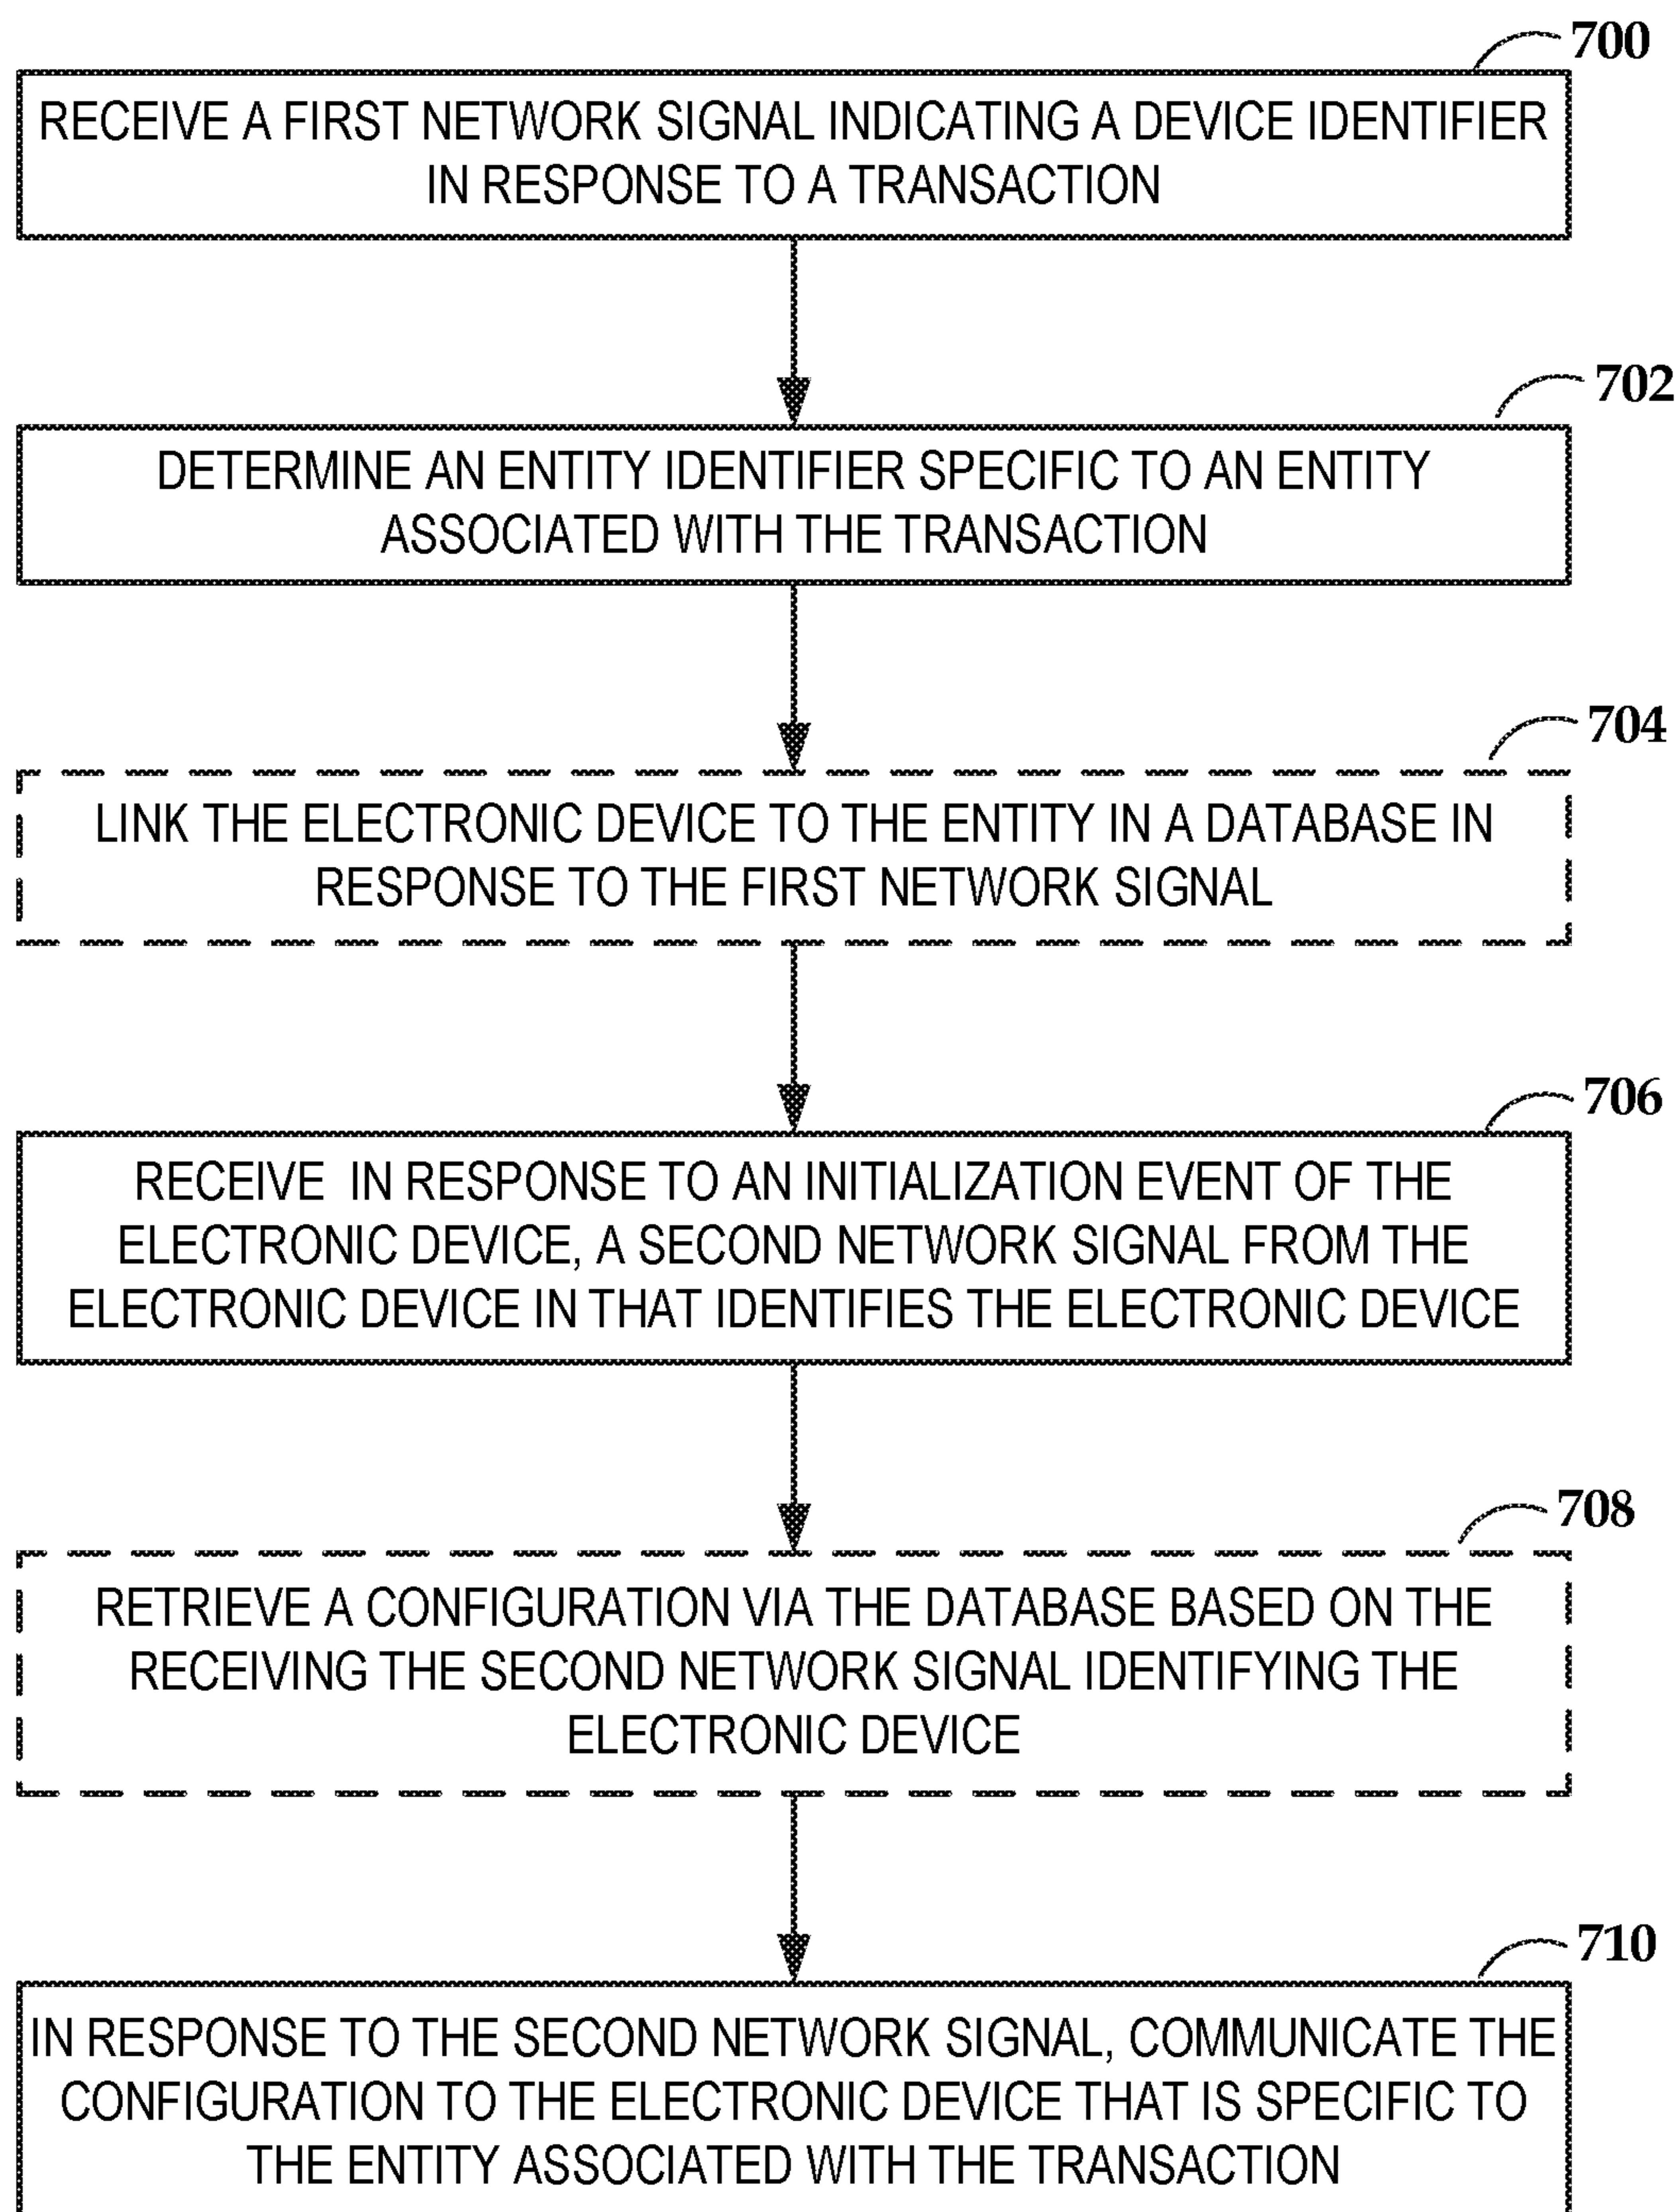 700
RECEIVE A FIRST NETWORK SIGNAL INDICATING A DEVICE IDENTIFIER
IN RESPONSE TO A TRANSACTION
702
DETERMINE AN ENTITY IDENTIFIER SPECIFIC TO AN ENTITY
ASSOCIATED WITH THE TRANSACTION
704
LINK THE ELECTRONIC DEVICE TO THE ENTITY IN A DATABASE IN
RESPONSE TO THE FIRST NETWORK SIGNAL
706
RECEIVE IN RESPONSE TO AN INITIALIZATION EVENT OF THE
ELECTRONIC DEVICE, A SECOND NETWORK SIGNAL FROM THE
ELECTRONIC DEVICE IN THAT IDENTIFIES THE ELECTRONIC DEVICE
708
RETRIEVE A CONFIGURATION VIA THE DATABASE BASED ON THE
RECEIVING THE SECOND NETWORK SIGNAL IDENTIFYING THE
ELECTRONIC DEVICE
710
IN RESPONSE TO THE SECOND NETWORK SIGNAL, COMMUNICATE THE
CONFIGURATION TO THE ELECTRONIC DEVICE THAT IS SPECIFIC TO
THE ENTITY ASSOCIATED WITH THE TRANSACTION